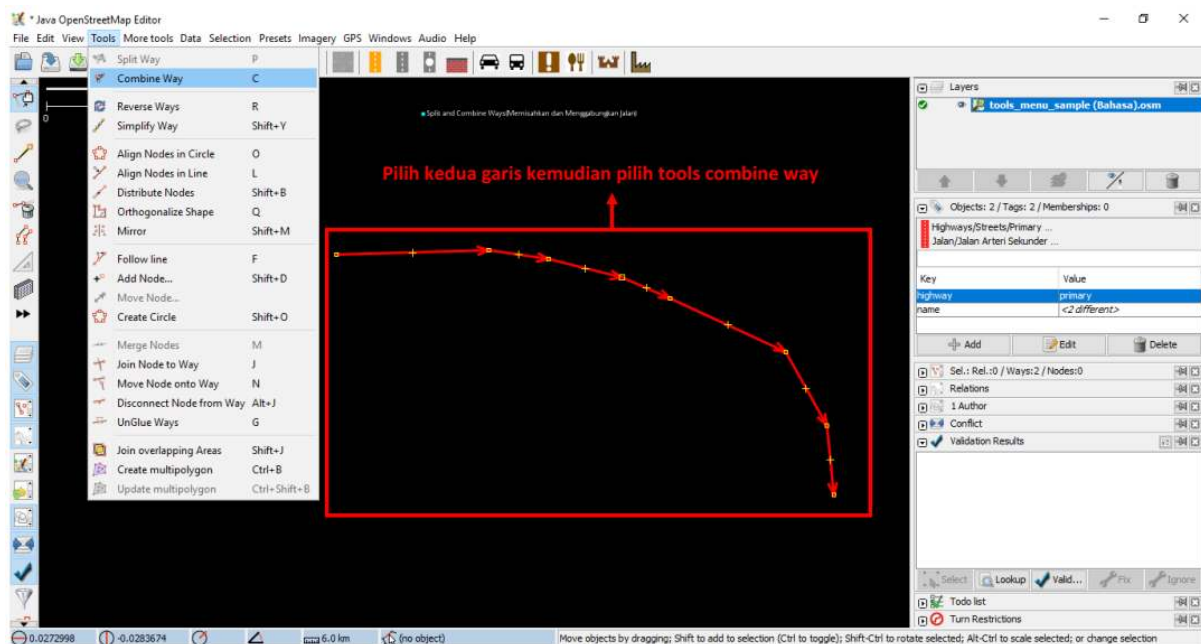 * Java OpenStreetMap Editor
File Edit View Tools More tools Data Selection Presets Imagery GPS Windows Audio Help
Split Way P
Combine Way C
Reverse Ways R
Simplify Way Shift+Y
Align Nodes in Circle O
Align Nodes in Line L
Distribute Nodes Shift+B
Orthogonalize Shape Q
Mirror Shift+M
Follow line F
Add Node... Shift+D
Move Node...
Create Circle Shift+O
Merge Nodes M
Join Node to Way J
Move Node onto Way N
Disconnect Node from Way Alt+J
UnGlue Ways G
Join overlapping Areas Shift+J
Create multipolygon Ctrl+B
Update multipolygon Ctrl+Shift+B
0
Split and Combine Ways(Memisahkan dan Menggabungkan Jalan)
Pilih kedua garis kemudian pilih tools combine way
Layers
tools_menu_sample (Bahasa).osm
Objects: 2 / Tags: 2 / Memberships: 0
Highways/Streets/Primary ...
Jalan/Jalan Arteri Sekunder ...
Key Value
highway primary
name <2 different>
Add Edit Delete
Sel.: Rel.:0 / Ways:2 / Nodes:0
Relations
1 Author
Conflict
Validation Results
Select Lookup Valid... Fix Ignore
Todo list
Turn Restrictions
0.0272998 -0.0283674 6.0 km (no object) Move objects by dragging; Shift to add to selection (Ctrl to toggle); Shift-Ctrl to rotate selected; Alt-Ctrl to scale selected; or change selection